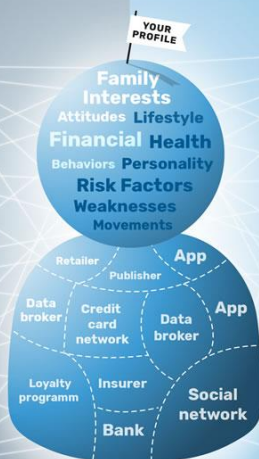 YOUR
PROFILE
Family
Interests
Attitudes Lifestyle
Financial Health
Behaviors Personality
Risk Factors
Weaknesses
Movements
Retailer
Publisher
App
Data
broker
Credit
card
network
Data
broker
App
Loyalty
programm
Insurer
Social
network
Bank